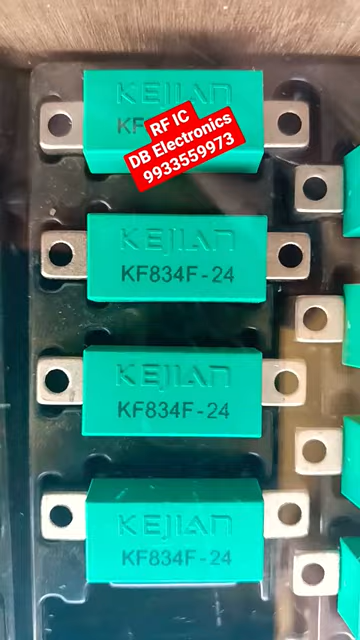 KEJIAN
KF
RF IC
DB Electronics
9933559973
KEJIAN
KF834F-24
KEJIAN
KF834F-24
KEJIAN
KF834F-24